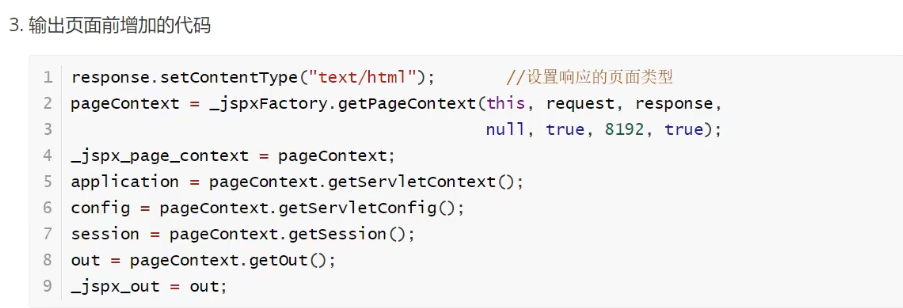 3. 输出页面前增加的代码
1 response.setContentType("text/html"); //设置响应的页面类型
2 pageContext = _jspxFactory.getPageContext(this, request, response,
3 null, true, 8192, true);
4 _jspx_page_context = pageContext;
5 application = pageContext.getServletContext();
6 config = pageContext.getServletConfig();
7 session = pageContext.getSession();
8 out = pageContext.getOut();
9 _jspx_out = out;